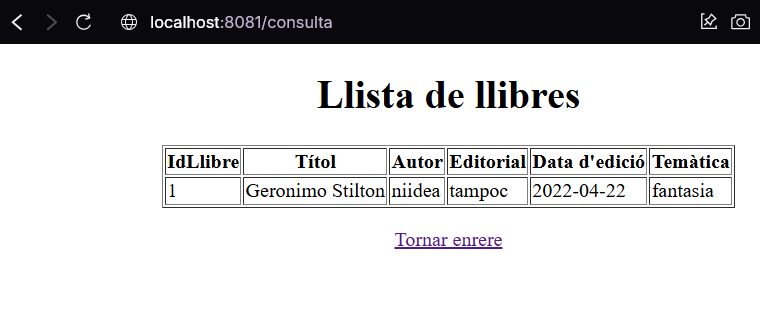 localhost:8081/consulta
Llista de llibres
IdLlibre Títol Autor Editorial Data d'edició Temàtica
1 Geronimo Stilton niidea tampoc 2022-04-22 fantasia
Tornar enrere